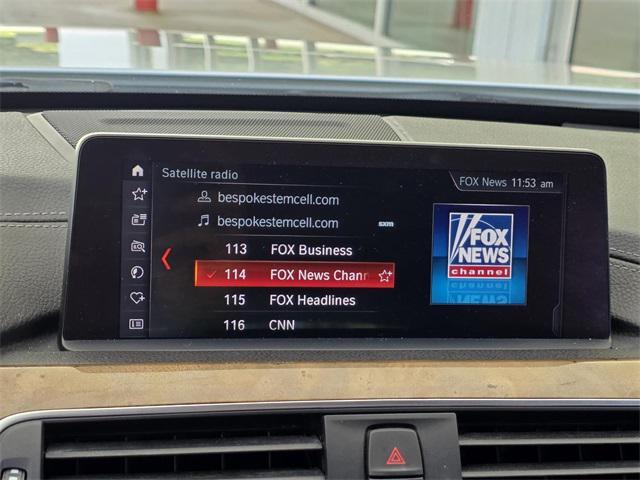 Satellite radio
FOX News 11:53 am
bespokestemcell.com
bespokestemcell.com
sxm
113 FOX Business
114 FOX News Chann
115 FOX Headlines
116 CNN
FOX
NEWS
channel